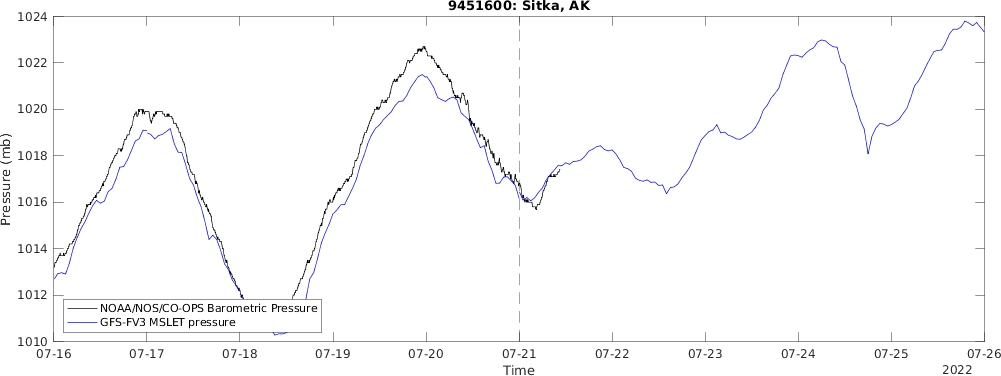 9451600: Sitka, AK
Pressure (mb)
1024
1022
1020
1018
1016
1014
1012
1010
NOAA/NOS/CO-OPS Barometric Pressure
GFS-FV3 MSLET pressure
07-16 07-17 07-18 07-19 07-20 07-21 07-22 07-23 07-24 07-25 07-26
Time
2022